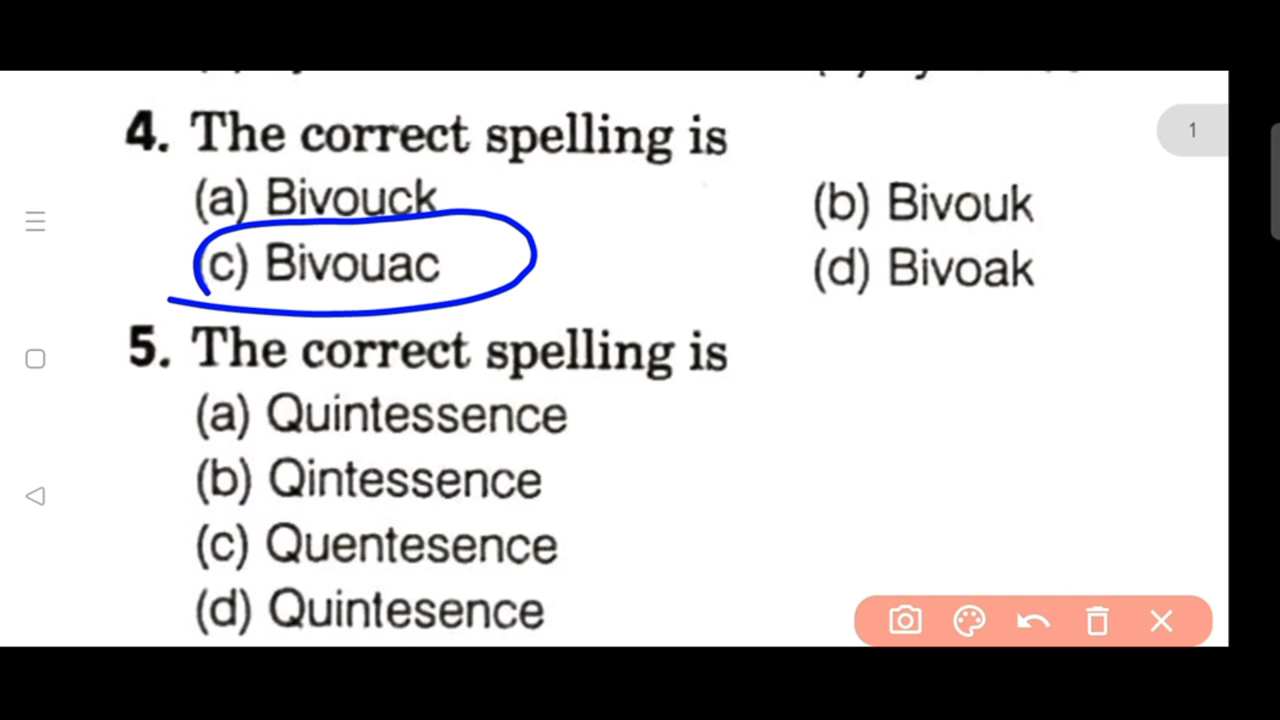 4. The correct spelling is
(a) Bivouck (b) Bivouk
(c) Bivouac (d) Bivoak
5. The correct spelling is
(a) Quintessence
(b) Qintessence
(c) Quentesence
(d) Quintesence
1